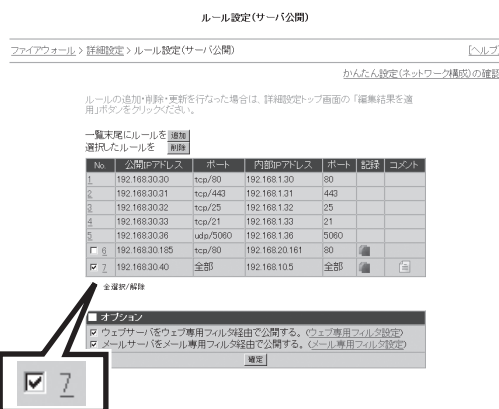 ルール設定(サーバ公開)
ファイアウォール > 詳細設定 > ルール設定(サーバ公開) [ヘルプ]
かんたん設定(ネットワーク構成)の確認
ルールの追加・削除・更新を行なった場合は、詳細設定トップ画面の「編集結果を適
用」ボタンをクリックください。
一覧末尾にルールを 追加
選択したルールを 削除
No. 公開IPアドレス ポート 内部IPアドレス ポート 記録 コメント
1 192.168.30.30 tcp/80 192.168.1.30 80
2 192.168.30.31 tcp/443 192.168.1.31 443
3 192.168.30.32 tcp/25 192.168.1.32 25
4 192.168.30.33 tcp/21 192.168.1.33 21
5 192.168.30.36 udp/5060 192.168.1.36 5060
6 192.168.30.185 tcp/80 192.168.20.161 80
7 192.168.30.40 全部 192.168.10.5 全部
全選択/解除
オプション
ウェブサーバをウェブ専用フィルタ経由で公開する。(ウェブ専用フィルタ設定)
メールサーバをメール専用フィルタ経由で公開する。(メール専用フィルタ設定)
確定
7